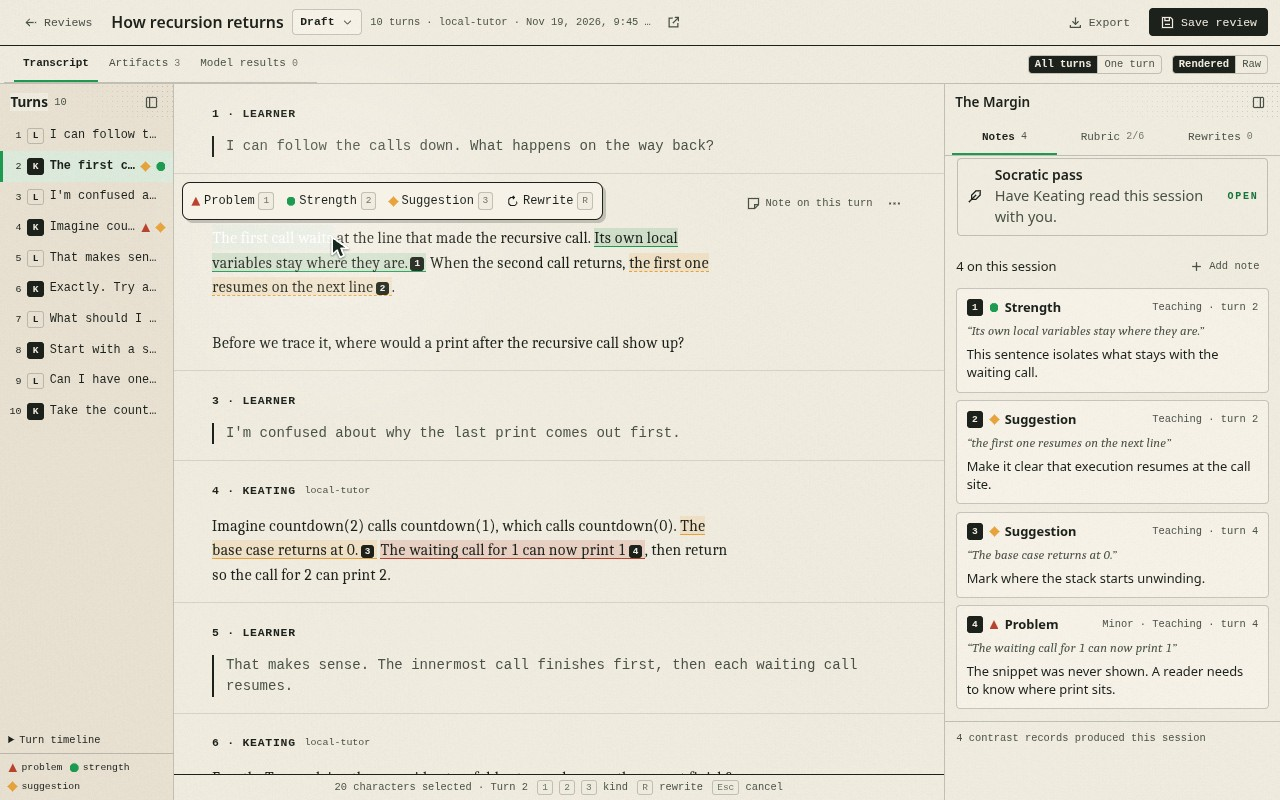 Reviews
How recursion returns
Draft
10 turns · local-tutor · Nov 19, 2026, 9:45 …
Export
Save review
Transcript
Artifacts 3
Model results 0
All turns
One turn
Rendered
Raw
Turns 10
1 L I can follow t…
2 K The first c…
3 L I'm confused a…
4 K Imagine cou…
5 L That makes sen…
6 K Exactly. Try a…
7 L What should I …
8 K Start with a s…
9 L Can I have one…
10 K Take the count…
Turn timeline
problem
strength
suggestion
1 · LEARNER
I can follow the calls down. What happens on the way back?
Problem 1
Strength 2
Suggestion 3
Rewrite R
Note on this turn
The first call waits at the line that made the recursive call. Its own local
variables stay where they are. 1 When the second call returns, the first one
resumes on the next line 2 .
Before we trace it, where would a print after the recursive call show up?
3 · LEARNER
I'm confused about why the last print comes out first.
4 · KEATING local-tutor
Imagine countdown(2) calls countdown(1), which calls countdown(0). The
base case returns at 0. 3 The waiting call for 1 can now print 1 4 , then return
so the call for 2 can print 2.
5 · LEARNER
That makes sense. The innermost call finishes first, then each waiting call
resumes.
6 · KEATING local-tutor
20 characters selected · Turn 2 1 2 3 kind R rewrite Esc cancel
The Margin
Notes 4
Rubric 2/6
Rewrites 0
Socratic pass
Have Keating read this session
with you.
OPEN
4 on this session
Add note
1 Strength Teaching · turn 2
“Its own local variables stay where they are.”
This sentence isolates what stays with the
waiting call.
2 Suggestion Teaching · turn 2
“the first one resumes on the next line”
Make it clear that execution resumes at the call
site.
3 Suggestion Teaching · turn 4
“The base case returns at 0.”
Mark where the stack starts unwinding.
4 Problem Minor · Teaching · turn 4
“The waiting call for 1 can now print 1”
The snippet was never shown. A reader needs
to know where print sits.
4 contrast records produced this session